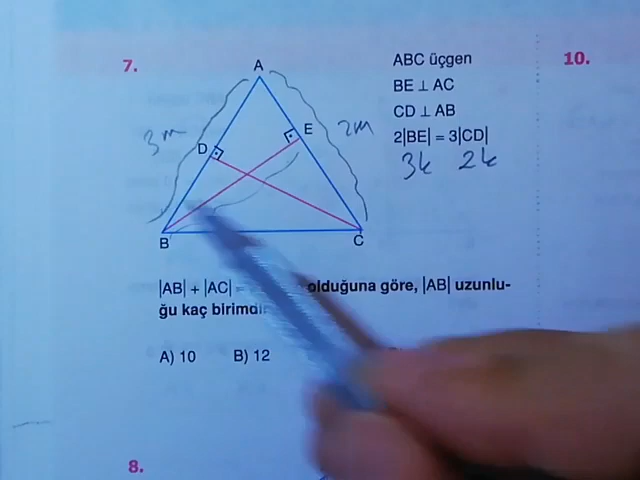 7.
10.
A
E
D
B
C
3m
2m
ABC üçgen
BE ⊥ AC
CD ⊥ AB
2|BE| = 3|CD|
3k 2k
|AB| + |AC| = olduğuna göre, |AB| uzunlu-
ğu kaç birimdir
A) 10 B) 12
8.